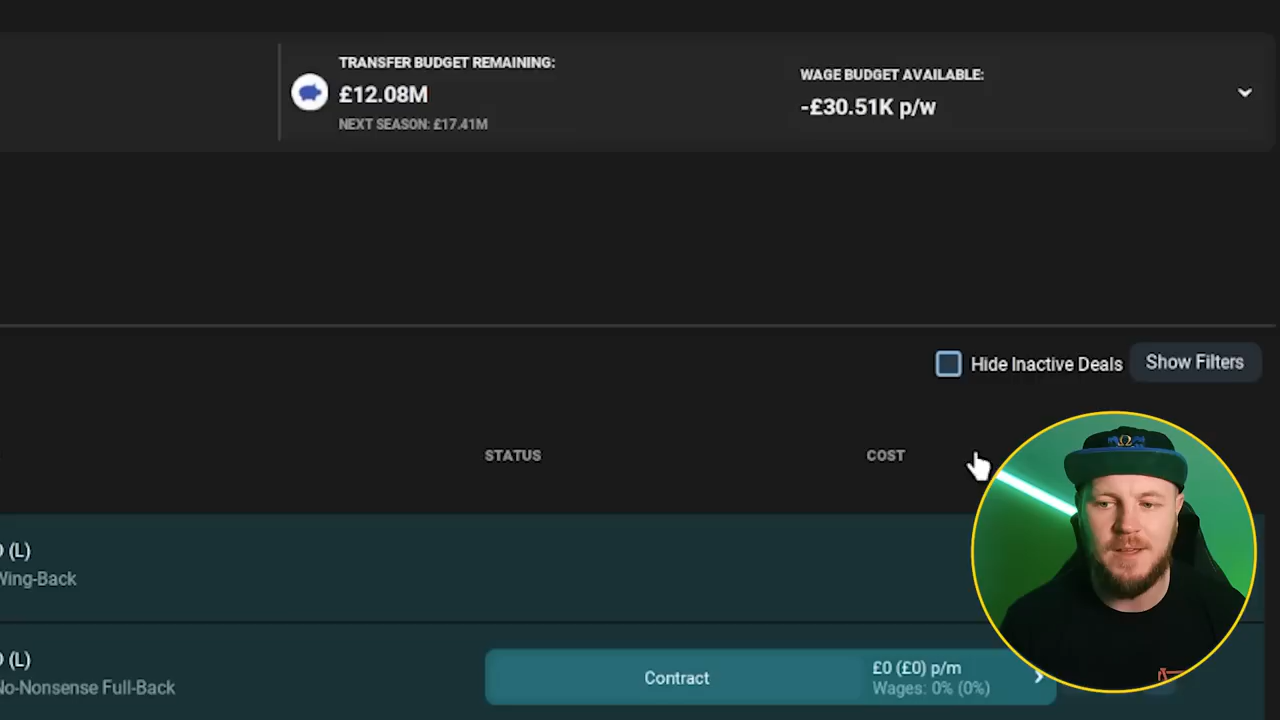 TRANSFER BUDGET REMAINING:
£12.08M
NEXT SEASON: £17.41M
WAGE BUDGET AVAILABLE:
-£30.51K p/w
Hide Inactive Deals
Show Filters
STATUS
COST
(L)
Wing-Back
(L)
No-Nonsense Full-Back
Contract
£0 (£0) p/m
Wages: 0% (0%)